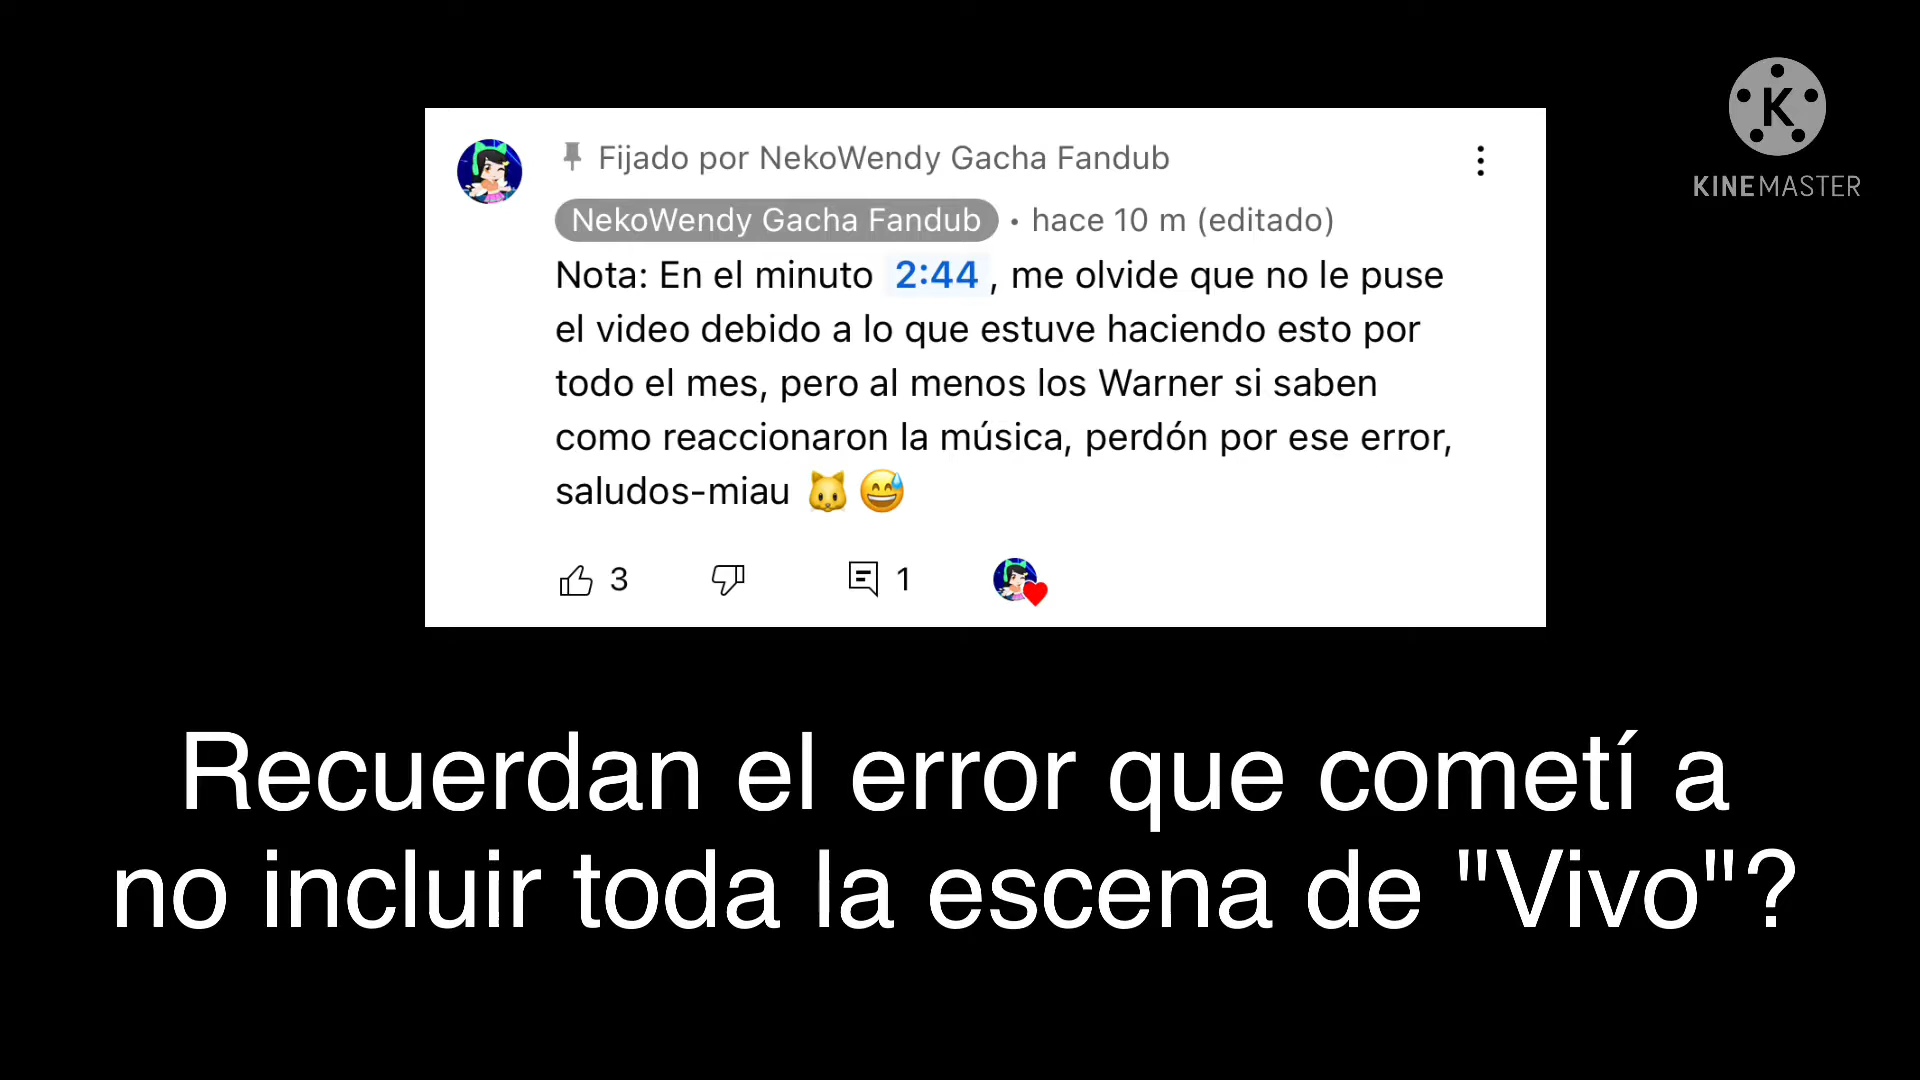 K
KINEMASTER
Fijado por NekoWendy Gacha Fandub
NekoWendy Gacha Fandub • hace 10 m (editado)
Nota: En el minuto 2:44 , me olvide que no le puse
el video debido a lo que estuve haciendo esto por
todo el mes, pero al menos los Warner si saben
como reaccionaron la música, perdón por ese error,
saludos-miau 🐱😅
3
1
Recuerdan el error que cometí a
no incluir toda la escena de "Vivo"?